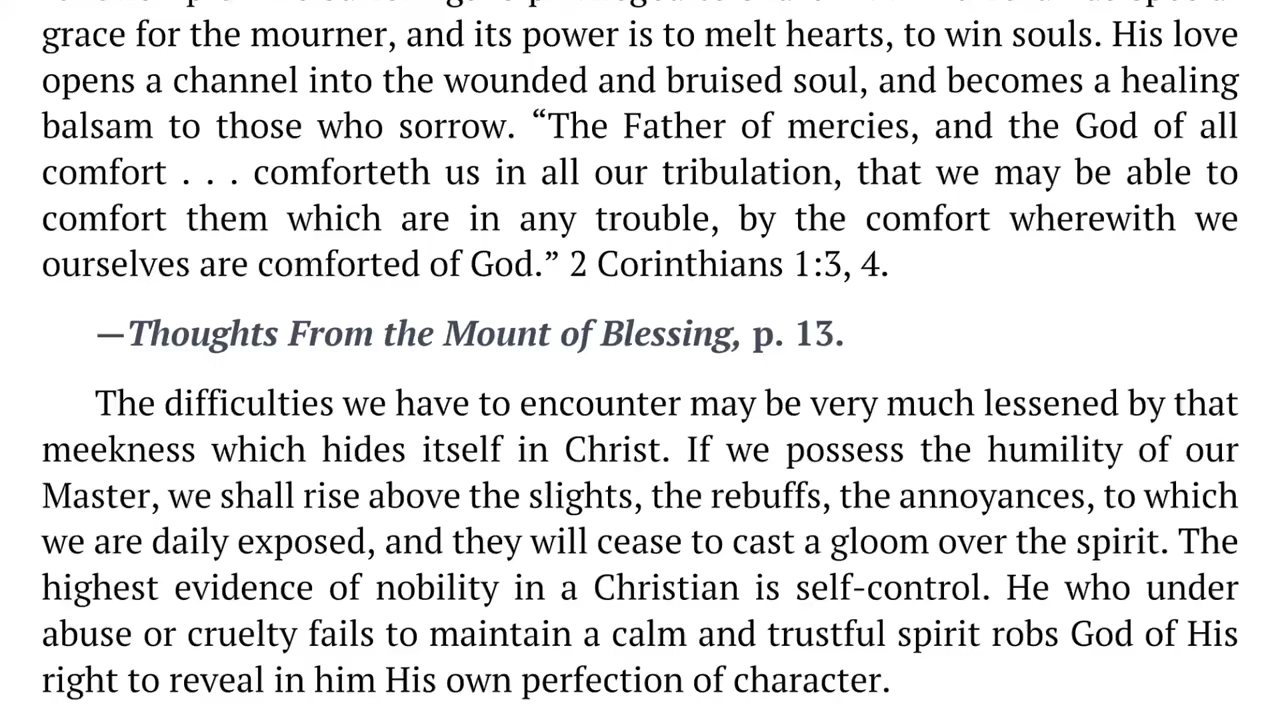 grace for the mourner, and its power is to melt hearts, to win souls. His love
opens a channel into the wounded and bruised soul, and becomes a healing
balsam to those who sorrow. “The Father of mercies, and the God of all
comfort . . . comforteth us in all our tribulation, that we may be able to
comfort them which are in any trouble, by the comfort wherewith we
ourselves are comforted of God.” 2 Corinthians 1:3, 4.
—Thoughts From the Mount of Blessing, p. 13.
The difficulties we have to encounter may be very much lessened by that
meekness which hides itself in Christ. If we possess the humility of our
Master, we shall rise above the slights, the rebuffs, the annoyances, to which
we are daily exposed, and they will cease to cast a gloom over the spirit. The
highest evidence of nobility in a Christian is self-control. He who under
abuse or cruelty fails to maintain a calm and trustful spirit robs God of His
right to reveal in him His own perfection of character.